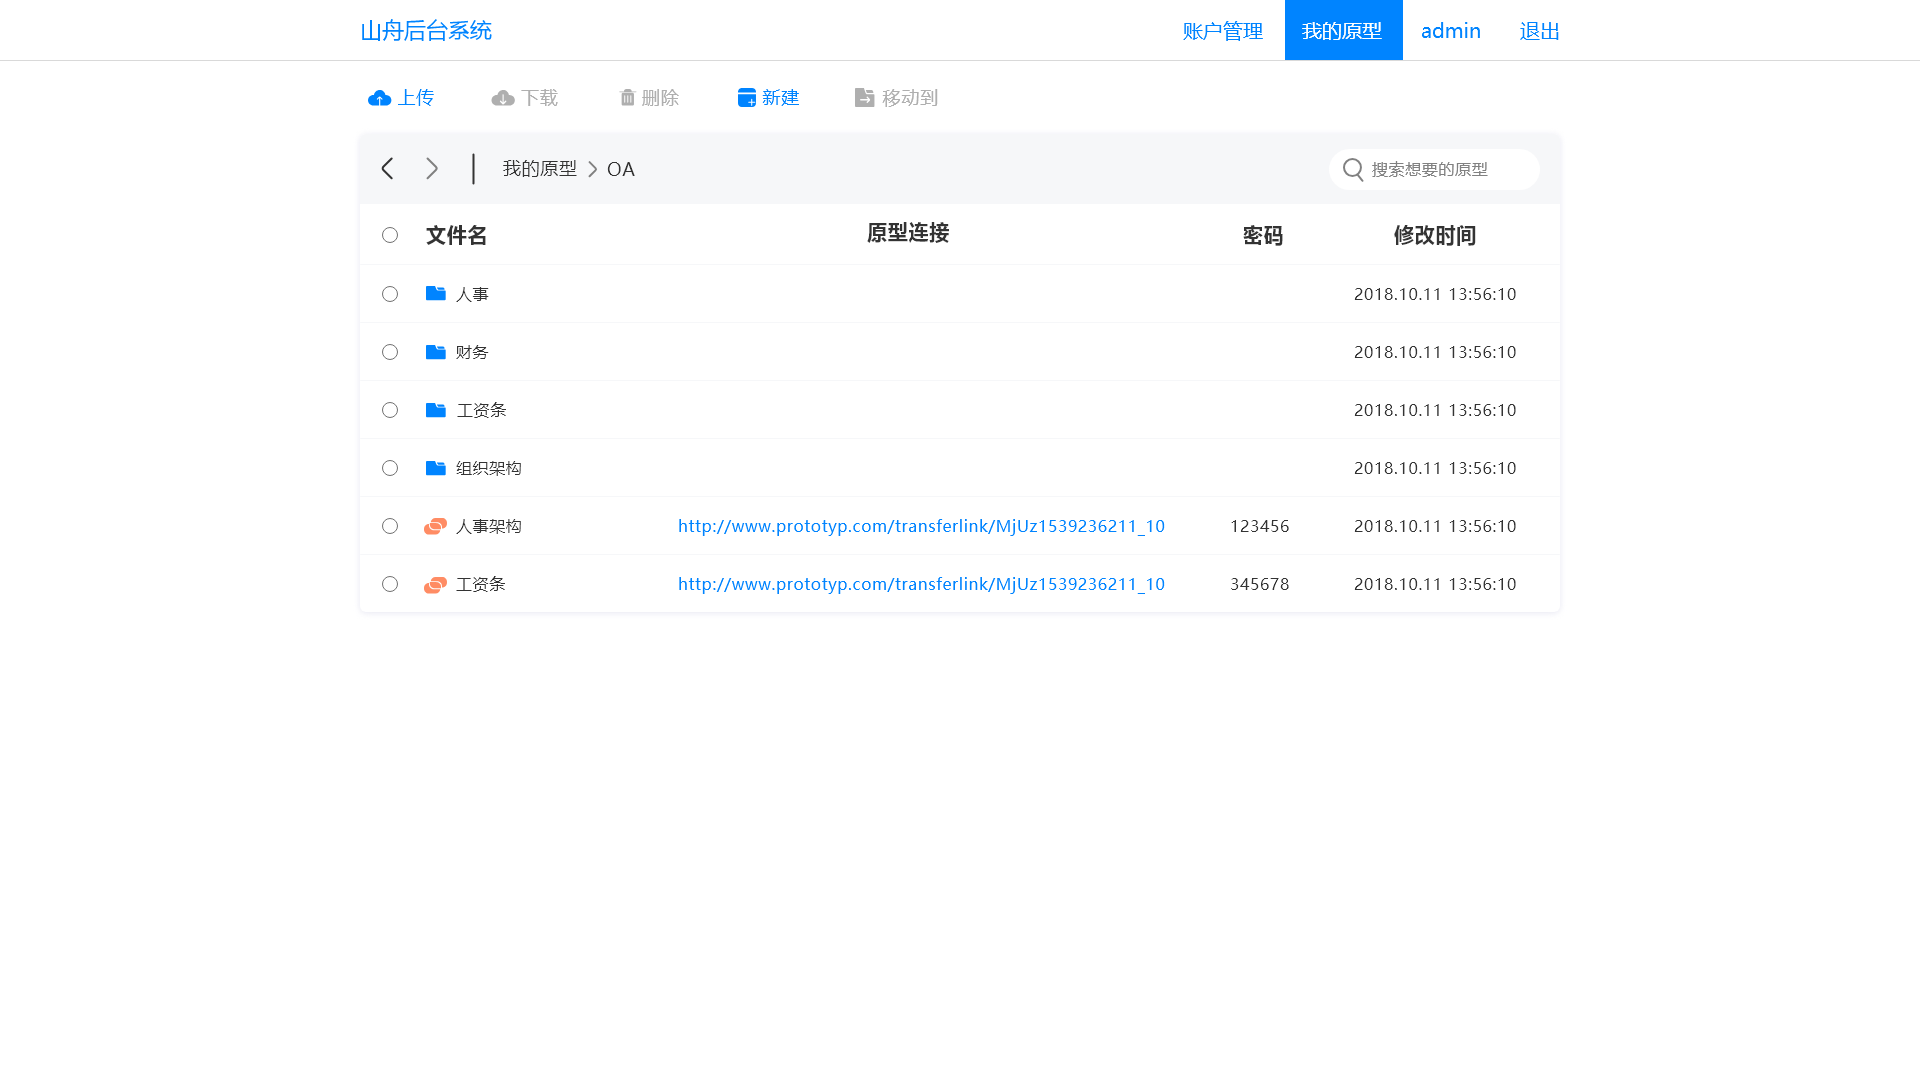 山舟后台系统 账户管理 我的原型 admin 退出
上传 下载 删除 新建 移动到
我的原型 OA 搜索想要的原型
文件名 原型连接 密码 修改时间
人事 2018.10.11 13:56:10
财务 2018.10.11 13:56:10
工资条 2018.10.11 13:56:10
组织架构 2018.10.11 13:56:10
人事架构 http://www.prototyp.com/transferlink/MjUz1539236211_10 123456 2018.10.11 13:56:10
工资条 http://www.prototyp.com/transferlink/MjUz1539236211_10 345678 2018.10.11 13:56:10